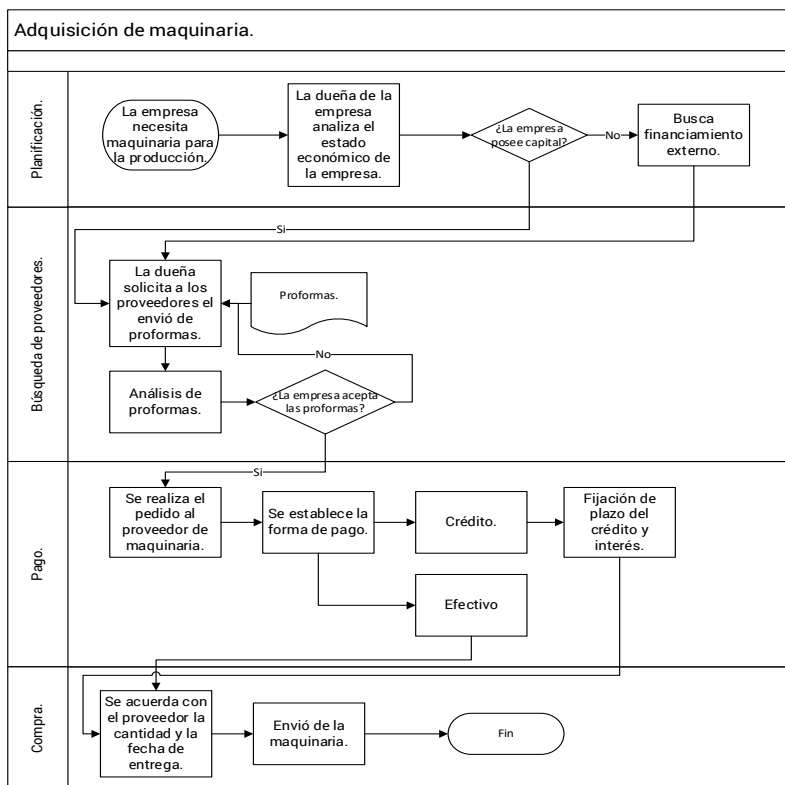 Adquisición de maquinaria.
Planificación.
La empresa
necesita
maquinaria para
la producción.
La dueña de la
empresa
analiza el
estado
económico de
la empresa.
¿La empresa
posee capital?
No
Busca
financiamiento
externo.
Si
Búsqueda de proveedores.
La dueña
solicita a los
proveedores el
envió de
proformas.
Proformas.
No
Análisis de
proformas.
¿La empresa acepta
las proformas?
Si
Pago.
Se realiza el
pedido al
proveedor de
maquinaria.
Se establece la
forma de pago.
Crédito.
Fijación de
plazo del
crédito y
interés.
Efectivo
Compra.
Se acuerda con
el proveedor la
cantidad y la
fecha de
entrega.
Envió de la
maquinaria.
Fin